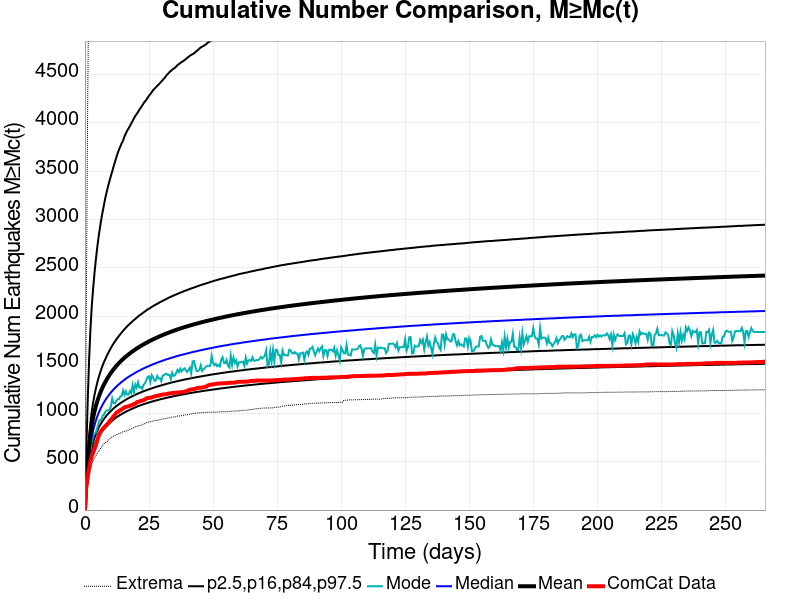 Cumulative Number Comparison, M≥Mc(t)
Cumulative Num Earthquakes M≥Mc(t)
4500
4000
3500
3000
2500
2000
1500
1000
500
0
0 25 50 75 100 125 150 175 200 225 250
Time (days)
Extrema p2.5,p16,p84,p97.5 Mode Median Mean ComCat Data